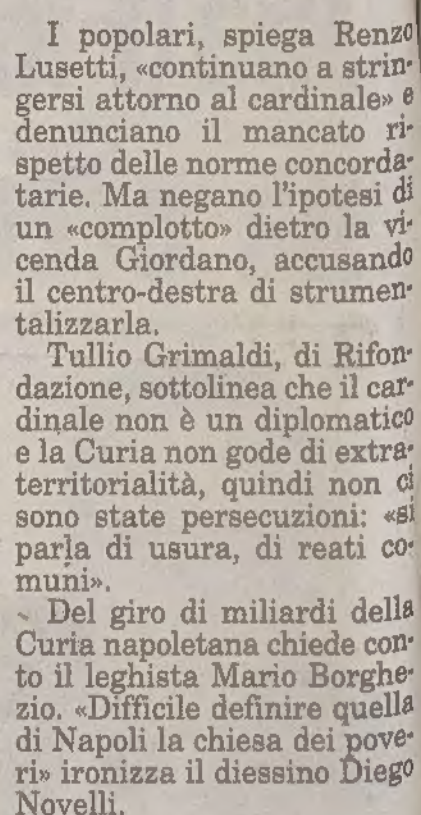 I popolari, spiega Renzo
Lusetti, «continuano a strin-
gersi attorno al cardinale» e
denunciano il mancato ri-
spetto delle norme concorda-
tarie. Ma negano l'ipotesi di
un «complotto» dietro la vi-
cenda Giordano, accusando
il centro-destra di strumen-
talizzarla.
Tullio Grimaldi, di Rifon-
dazione, sottolinea che il car-
dinale non è un diplomatico
e la Curia non gode di extra-
territorialità, quindi non ci
sono state persecuzioni: «si
parla di usura, di reati co-
muni».
Del giro di miliardi della
Curia napoletana chiede con-
to il leghista Mario Borghe-
zio. «Difficile definire quella
di Napoli la chiesa dei pove-
ri» ironizza il diessino Diego
Novelli.